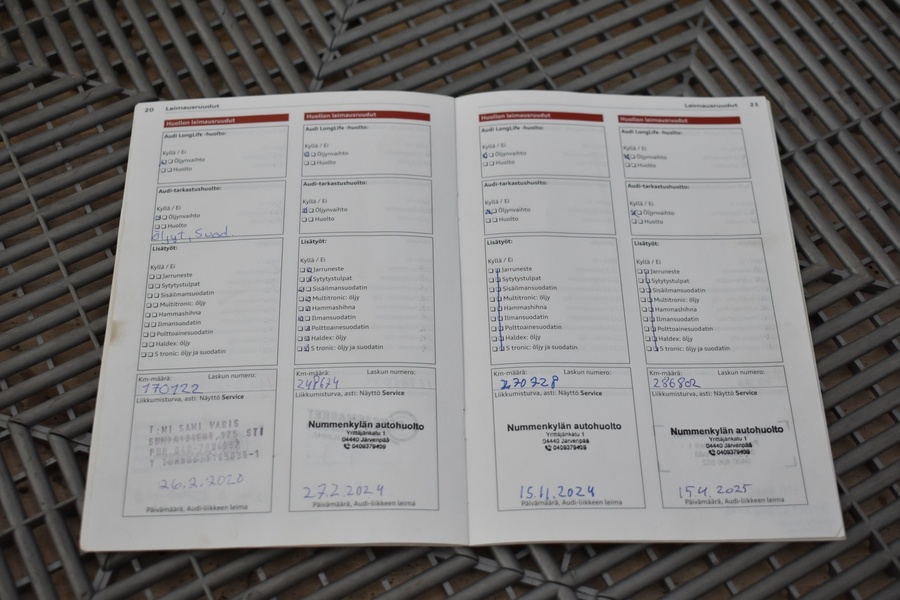 20 Leimausruudut
Huollon leimausruudut
Audi LongLife -huolto:
Kyllä / Ei
Öljynvaihto
Huolto
Audi-tarkastushuolto:
Kyllä / Ei
Öljynvaihto
Huolto
Öljyt, Suod.
Lisätyöt:
Kyllä / Ei
Jarruneste
Sytytystulpat
Sisäilmansuodatin
Multitronic: öljy
Hammashihna
Ilmansuodatin
Polttoainesuodatin
Haldex: öljy
S tronic: öljy ja suodatin
Km-määrä: Laskun numero:
170122
Liikkumisturva, asti: Näyttö Service
T:MI SAMI VARIS
26.2.2020
Päivämäärä, Audi-liikkeen leima
Huollon leimausruudut
Audi LongLife -huolto:
Kyllä / Ei
Öljynvaihto
Huolto
Audi-tarkastushuolto:
Kyllä / Ei
Öljynvaihto
Huolto
Lisätyöt:
Kyllä / Ei
Jarruneste
Sytytystulpat
Sisäilmansuodatin
Multitronic: öljy
Hammashihna
Ilmansuodatin
Polttoainesuodatin
Haldex: öljy
S tronic: öljy ja suodatin
Km-määrä: Laskun numero:
248674
Liikkumisturva, asti: Näyttö Service
Nummenkylän autohuolto
Yrittäjänkatu 1
04440 Järvenpää
0409379409
27.2.2024
Päivämäärä, Audi-liikkeen leima
Leimausruudut 21
Huollon leimausruudut
Audi LongLife -huolto:
Kyllä / Ei
Öljynvaihto
Huolto
Audi-tarkastushuolto:
Kyllä / Ei
Öljynvaihto
Huolto
Lisätyöt:
Kyllä / Ei
Jarruneste
Sytytystulpat
Sisäilmansuodatin
Multitronic: öljy
Hammashihna
Ilmansuodatin
Polttoainesuodatin
Haldex: öljy
S tronic: öljy ja suodatin
Km-määrä: Laskun numero:
270728
Liikkumisturva, asti: Näyttö Service
Nummenkylän autohuolto
Yrittäjänkatu 1
04440 Järvenpää
0409379409
15.11.2024
Päivämäärä, Audi-liikkeen leima
Huollon leimausruudut
Audi LongLife -huolto:
Kyllä / Ei
Öljynvaihto
Huolto
Audi-tarkastushuolto:
Kyllä / Ei
Öljynvaihto
Huolto
Lisätyöt:
Kyllä / Ei
Jarruneste
Sytytystulpat
Sisäilmansuodatin
Multitronic: öljy
Hammashihna
Ilmansuodatin
Polttoainesuodatin
Haldex: öljy
S tronic: öljy ja suodatin
Km-määrä: Laskun numero:
286802
Liikkumisturva, asti: Näyttö Service
Nummenkylän autohuolto
Yrittäjänkatu 1
04440 Järvenpää
0409379409
15.4.2025
Päivämäärä, Audi-liikkeen leima